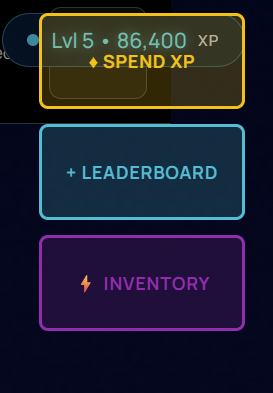 Lvl 5 • 86,400 XP
♦ SPEND XP
+ LEADERBOARD
⚡ INVENTORY